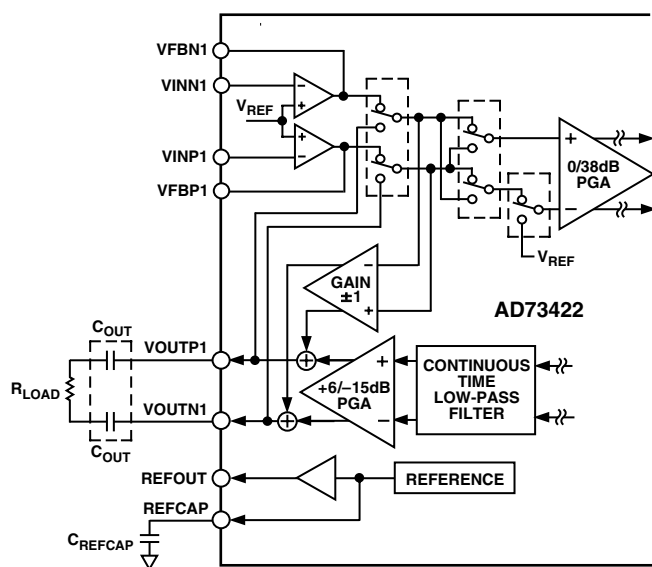 VFBN1
VINN1
VREF
VINP1
VFBP1
0/38dB
PGA
VREF
GAIN
±1
AD73422
COUT
VOUTP1
RLOAD
+6/–15dB
PGA
CONTINUOUS
TIME
LOW-PASS
FILTER
VOUTN1
COUT
REFOUT
REFERENCE
REFCAP
CREFCAP